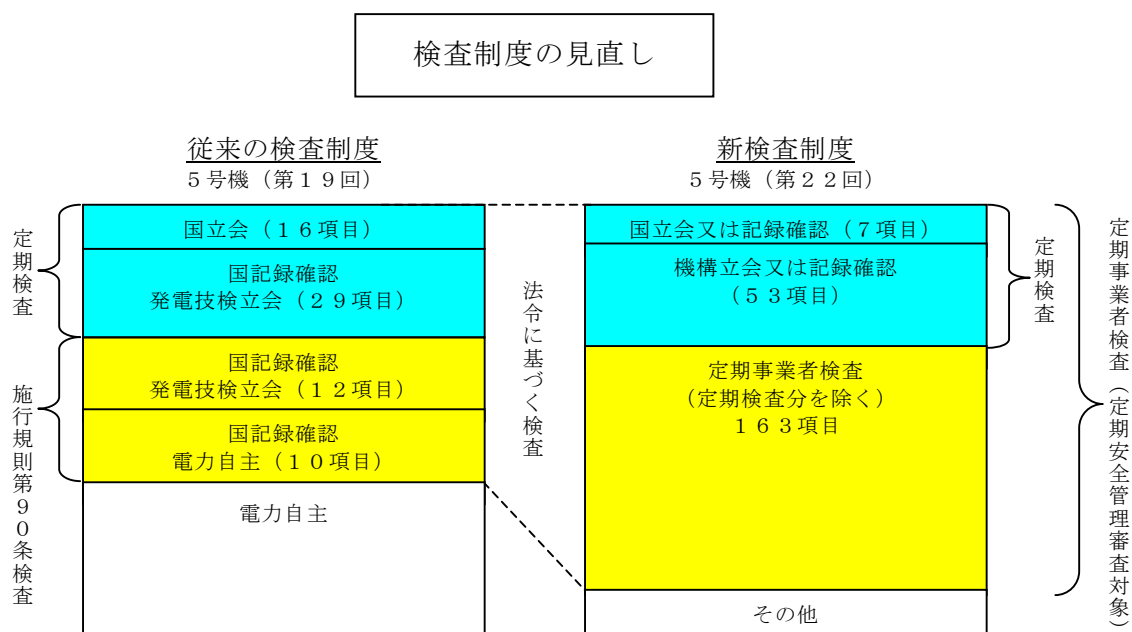 検査制度の見直し
従来の検査制度
５号機（第１９回）
定期検査
国立会（１６項目）
国記録確認
発電技検立会（２９項目）
施行規則第９０条検査
国記録確認
発電技検立会（１２項目）
国記録確認
電力自主（１０項目）
電力自主
法令に基づく検査
新検査制度
５号機（第２２回）
国立会又は記録確認（７項目）
機構立会又は記録確認
（５３項目）
定期事業者検査
(定期検査分を除く)
１６３項目
その他
定期検査
定期事業者検査（定期安全管理審査対象）